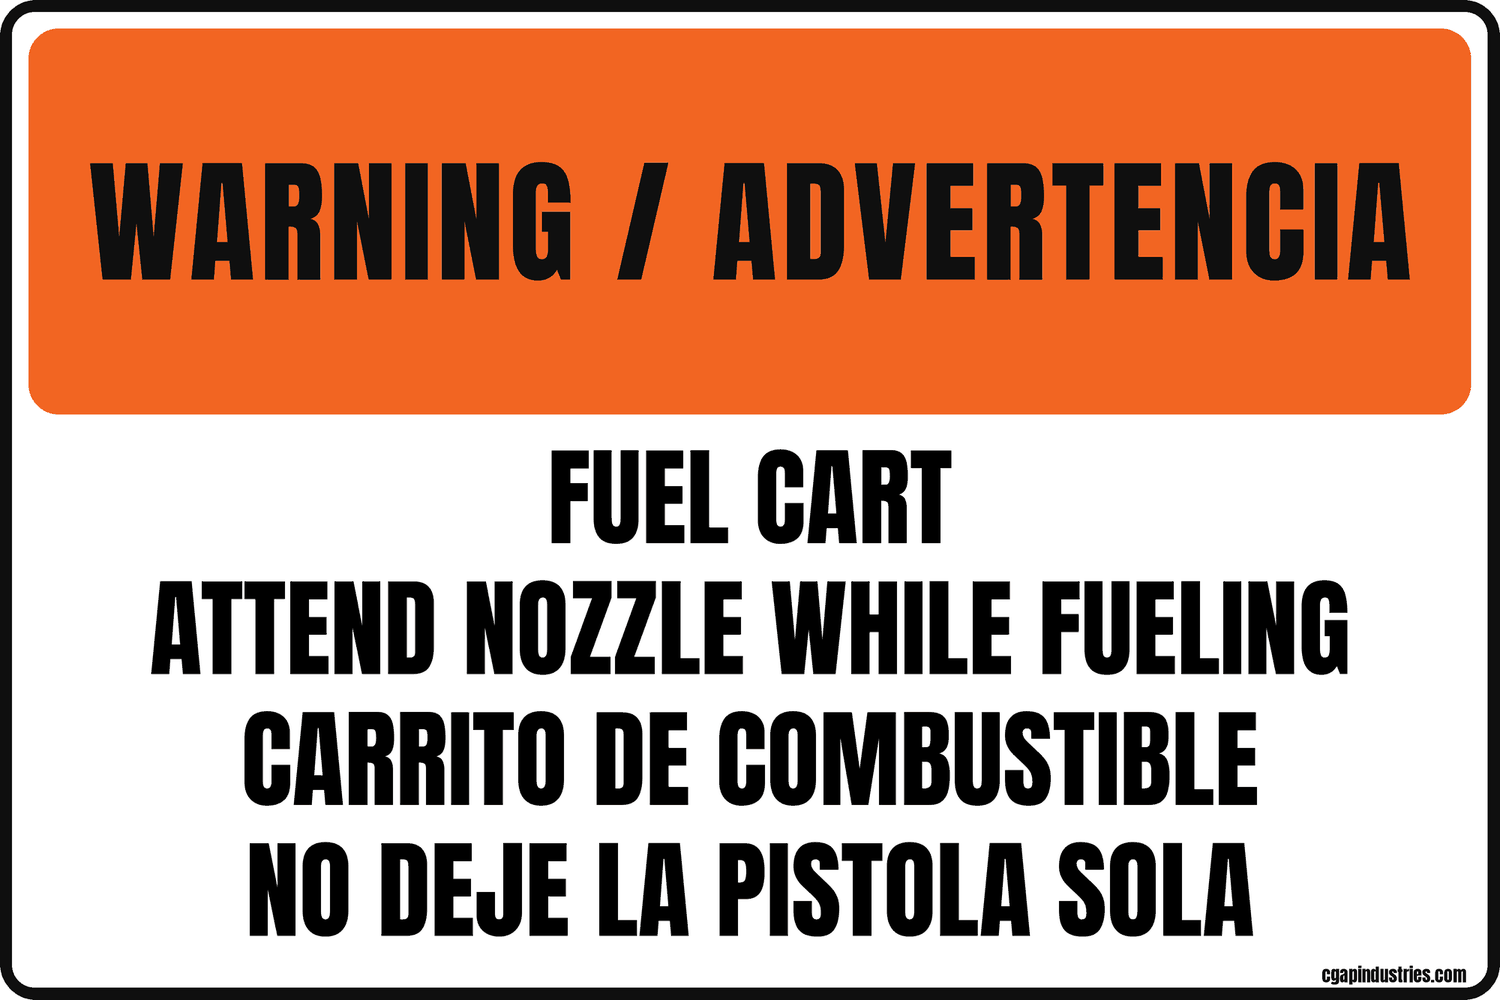 WARNING / ADVERTENCIA
FUEL CART
ATTEND NOZZLE WHILE FUELING
CARRITO DE COMBUSTIBLE
NO DEJE LA PISTOLA SOLA
cgapindustries.com